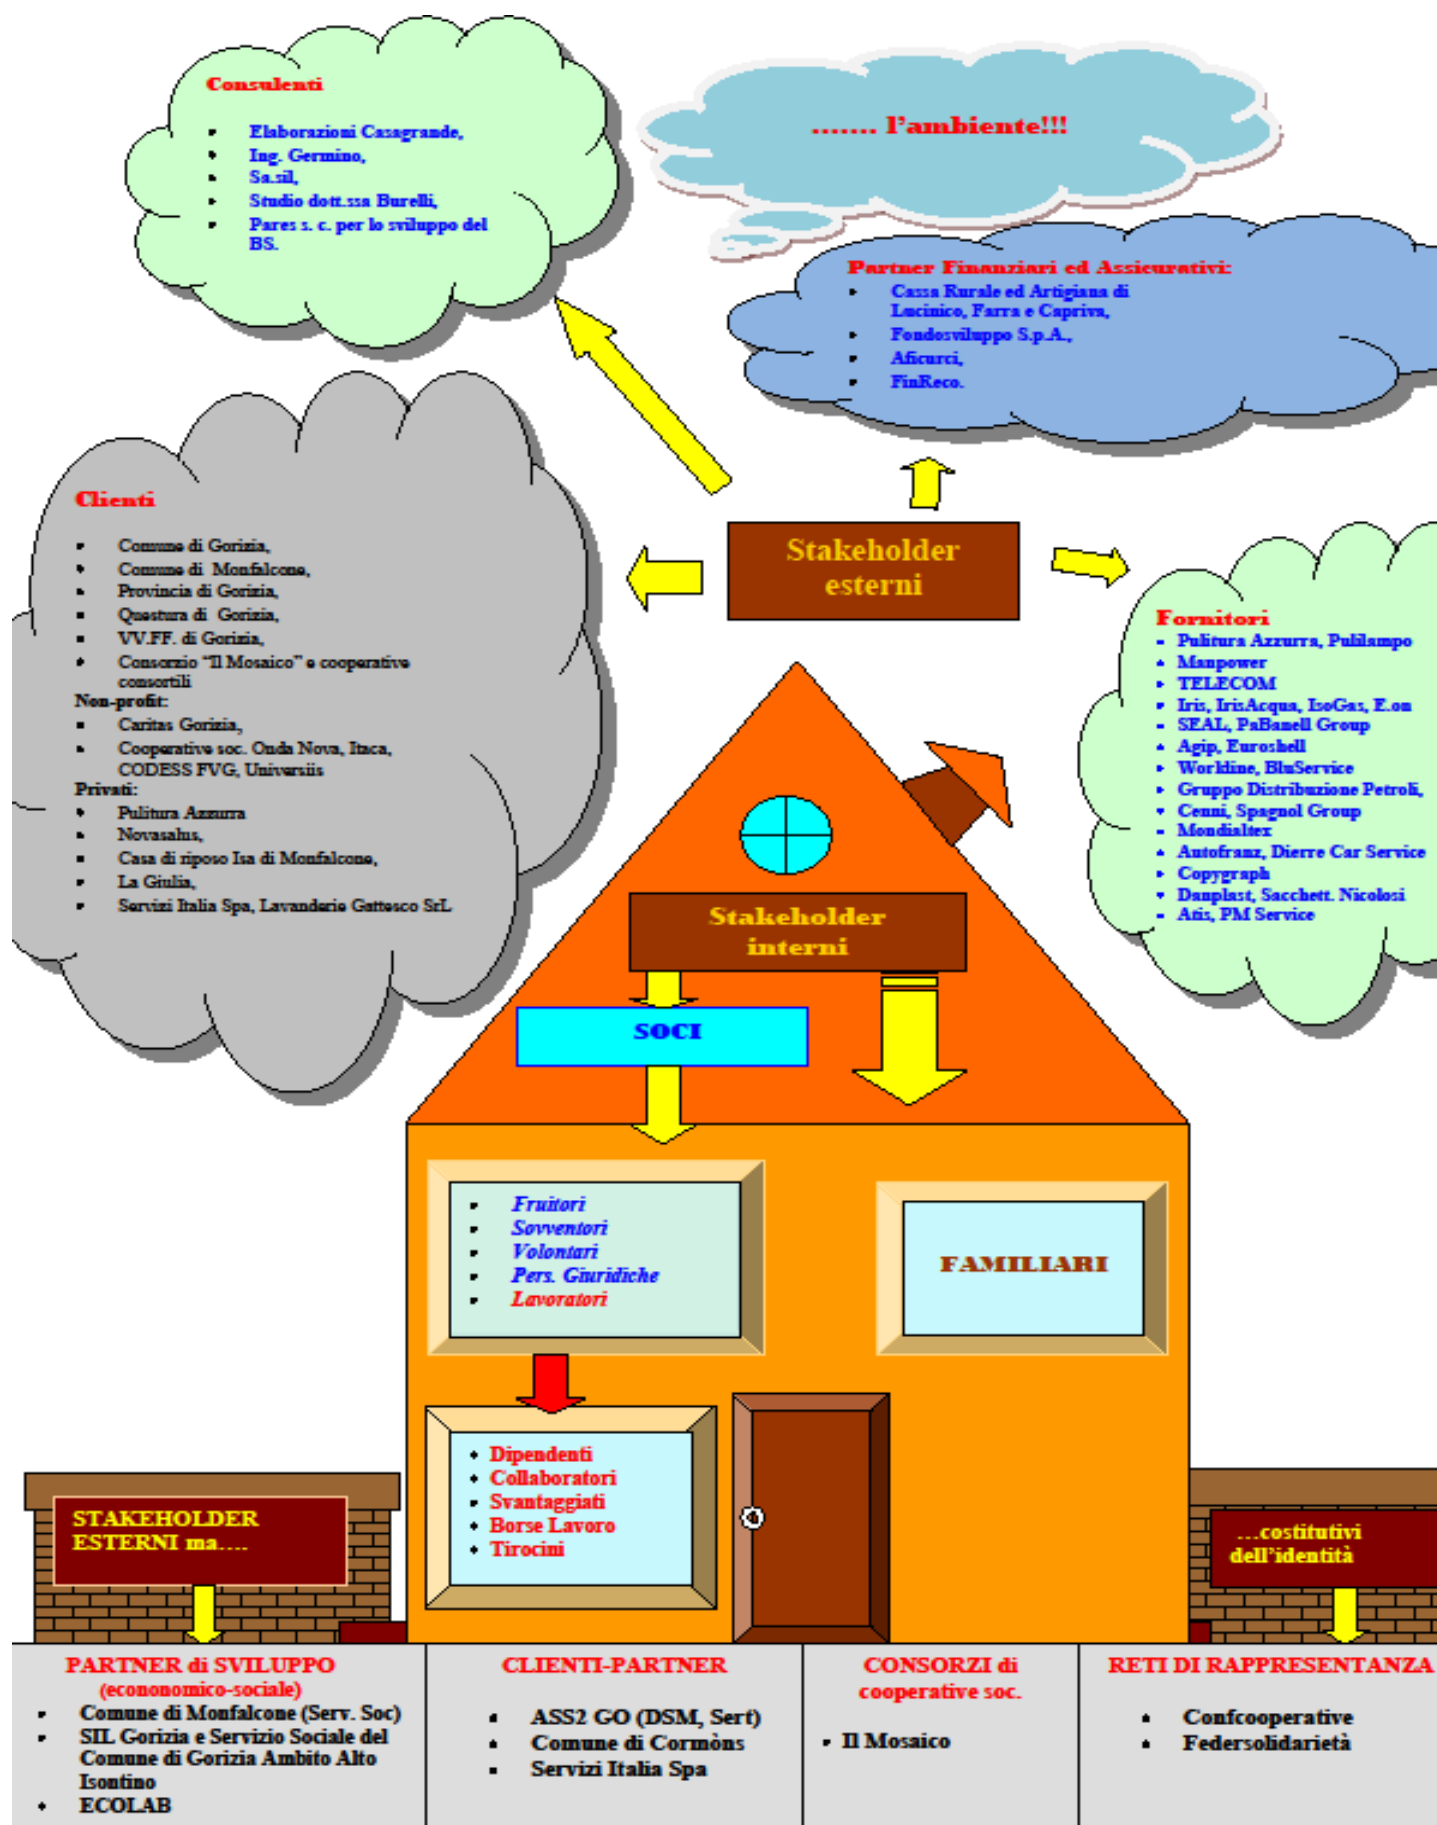 Consulenti
Elaborazioni Casagrande,
Ing. Germino,
Sa.sil,
Studio dott.ssa Burelli,
Pares s. c. per lo sviluppo del
BS.
....... l'ambiente!!!
Partner Finanziari ed Assicurativi:
Cassa Rurale ed Artigiana di
Lucinico, Farra e Capriva,
Fondosviluppo S.p.A.,
Aficurci,
FinReco.
Clienti
Comune di Gorizia,
Comune di Monfalcone,
Provincia di Gorizia,
Questura di Gorizia,
VV.FF. di Gorizia,
Consorzio "Il Mosaico" e cooperative
consortili
Non-profit:
Caritas Gorizia,
Cooperative soc. Onda Nova, Itaca,
CODESS FVG, Universiis
Privati:
Pulitura Azzurra
Novasalus,
Casa di riposo Isa di Monfalcone,
La Giulia,
Servizi Italia Spa, Lavanderie Gattesco SrL
Stakeholder
esterni
Fornitori
Pulitura Azzurra, Pulilampo
Manpower
TELECOM
Iris, IrisAcqua, IsoGas, E.on
SEAL, PaBanell Group
Agip, Euroshell
Workline, BluService
Gruppo Distribuzione Petroli,
Cenni, Spagnol Group
Mondialtex
Autofranz, Dierre Car Service
Copygraph
Danplast, Sacchett. Nicolosi
Atis, PM Service
Stakeholder
interni
SOCI
Fruitori
Sovventori
Volontari
Pers. Giuridiche
Lavoratori
FAMILIARI
Dipendenti
Collaboratori
Svantaggiati
Borse Lavoro
Tirocini
STAKEHOLDER
ESTERNI ma....
...costitutivi
dell'identità
PARTNER di SVILUPPO
(econonomico-sociale)
Comune di Monfalcone (Serv. Soc)
SIL Gorizia e Servizio Sociale del
Comune di Gorizia Ambito Alto
Isontino
ECOLAB
CLIENTI-PARTNER
ASS2 GO (DSM, Sert)
Comune di Cormòns
Servizi Italia Spa
CONSORZI di
cooperative soc.
Il Mosaico
RETI DI RAPPRESENTANZA
Confcooperative
Federsolidarietà